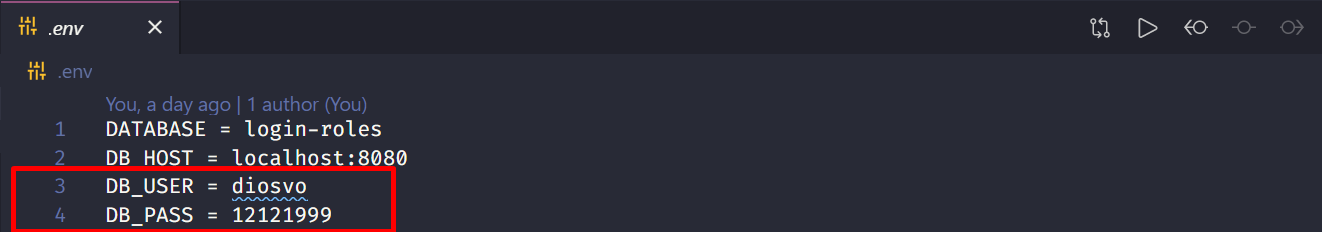 .env
.env
You, a day ago | 1 author (You)
1 DATABASE = login-roles
2 DB_HOST = localhost:8080
3 DB_USER = diosvo
4 DB_PASS = 12121999